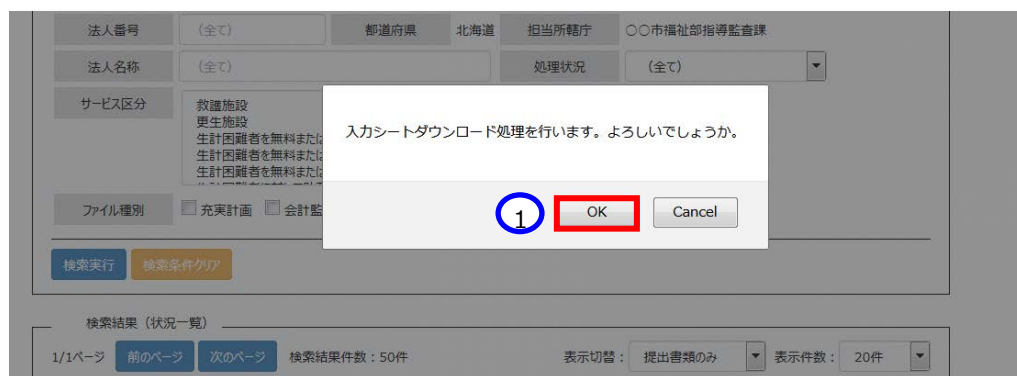 法人番号 (全て) 都道府県 北海道 担当所轄庁 〇〇市福祉部指導監査課
法人名称 (全て) 処理状況 (全て)
サービス区分 救護施設
更生施設
生計困難者を無料または
生計困難者を無料または
生計困難者を無料または
入力シートダウンロード処理を行います。よろしいでしょうか。
ファイル種別 充実計画 会計監
1 OK Cancel
検索実行 検索条件クリア
検索結果（状況一覧）
1/1ページ 前のページ 次のページ 検索結果件数：50件 表示切替： 提出書類のみ 表示件数： 20件